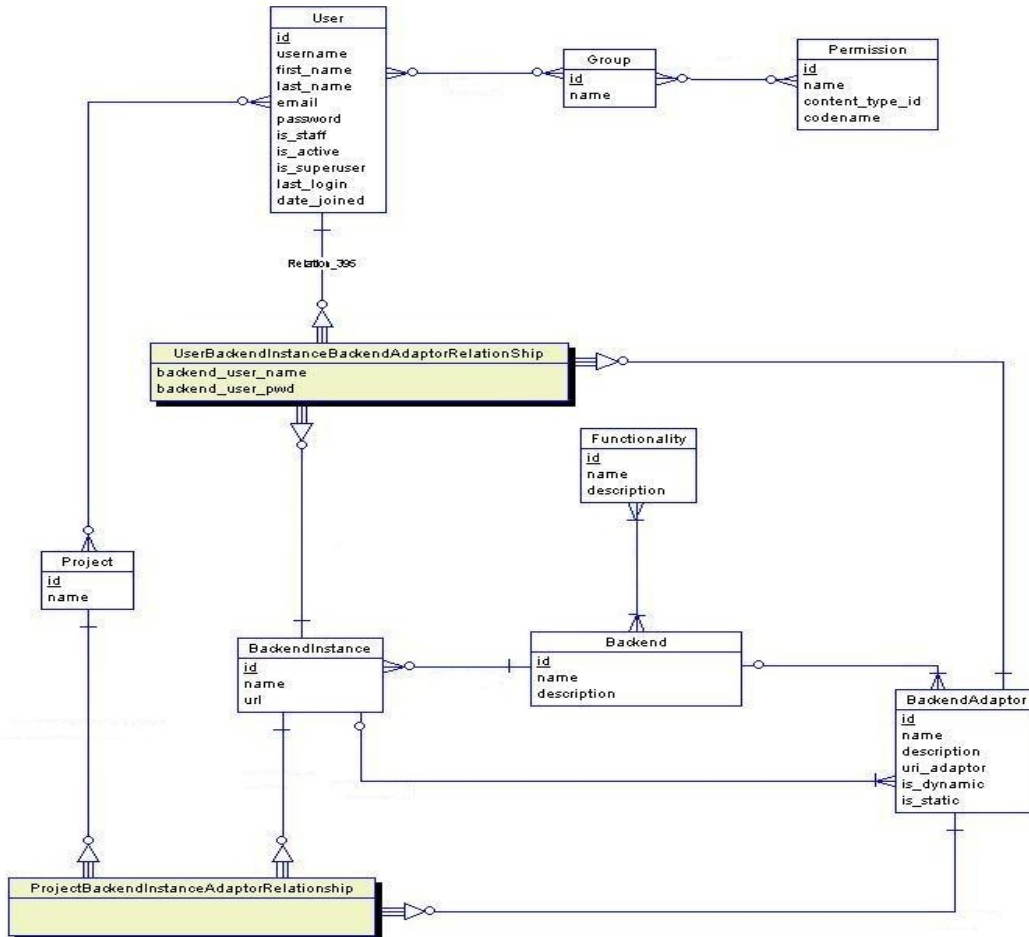 User
id
username
first_name
last_name
email
password
is_staff
is_active
is_superuser
last_login
date_joined
Group
id
name
Permission
id
name
content_type_id
codename
Relation_395
UserBackendInstanceBackendAdaptorRelationShip
backend_user_name
backend_user_pwd
Functionality
id
name
description
Project
id
name
BackendInstance
id
name
url
Backend
id
name
description
BackendAdaptor
id
name
description
uri_adaptor
is_dynamic
is_static
ProjectBackendInstanceAdaptorRelationship